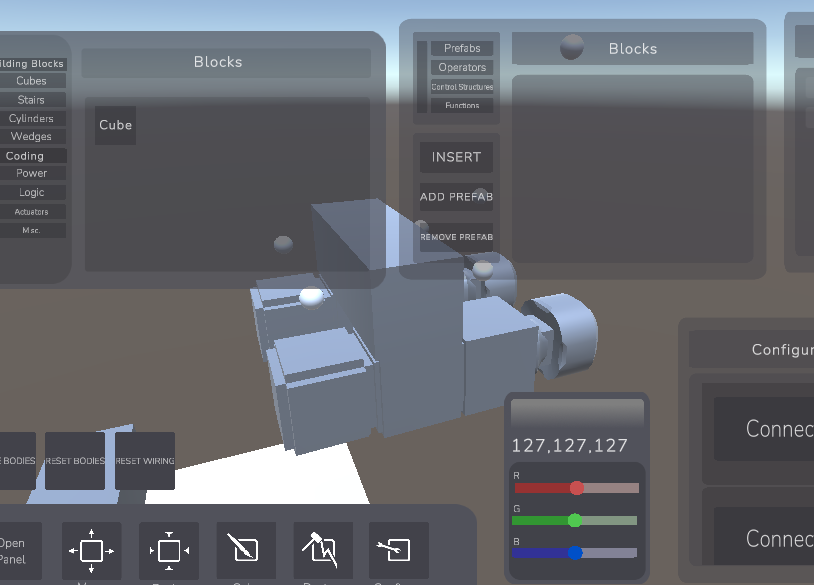 Blocks
Building Blocks
Cubes
Stairs
Cylinders
Wedges
Coding
Power
Logic
Actuators
Misc.
Cube
Blocks
Prefabs
Operators
Control Structures
Functions
INSERT
ADD PREFAB
REMOVE PREFAB
BODIES
RESET BODIES
RESET WIRING
127,127,127
R
G
B
Configur
Connec
Connec
Open
Panel